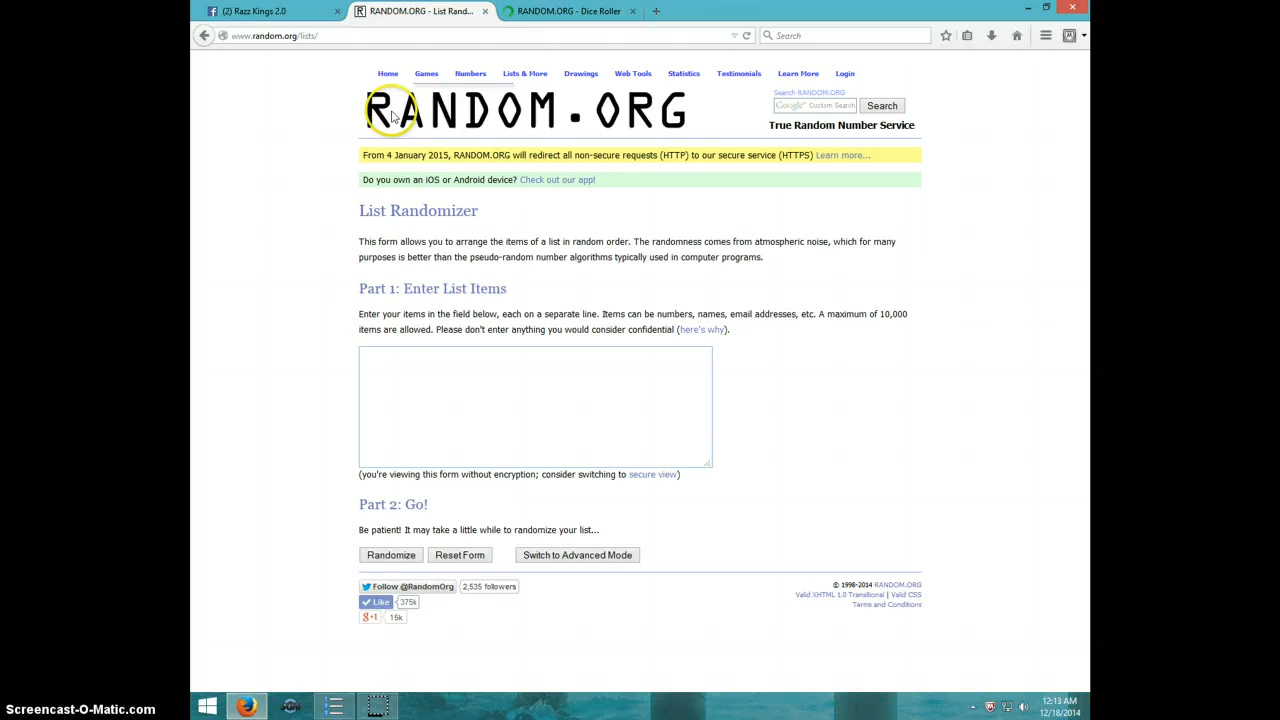 (2) Razz Kings 2.0 × RANDOM.ORG - List Rand... × RANDOM.ORG - Dice Roller × +
www.random.org/lists/ Search
Home Games Numbers Lists & More Drawings Web Tools Statistics Testimonials Learn More Login
RANDOM.ORG
Search RANDOM.ORG
Google™ Custom Search Search
True Random Number Service
From 4 January 2015, RANDOM.ORG will redirect all non-secure requests (HTTP) to our secure service (HTTPS) Learn more...
Do you own an iOS or Android device? Check out our app!
List Randomizer
This form allows you to arrange the items of a list in random order. The randomness comes from atmospheric noise, which for many
purposes is better than the pseudo-random number algorithms typically used in computer programs.
Part 1: Enter List Items
Enter your items in the field below, each on a separate line. Items can be numbers, names, email addresses, etc. A maximum of 10,000
items are allowed. Please don't enter anything you would consider confidential (here's why).
(you're viewing this form without encryption; consider switching to secure view)
Part 2: Go!
Be patient! It may take a little while to randomize your list...
Randomize Reset Form Switch to Advanced Mode
Follow @RandomOrg 2,535 followers
Like 375k
g+1 15k
© 1998-2014 RANDOM.ORG
Valid XHTML 1.0 Transitional | Valid CSS
Terms and Conditions
12:13 AM
12/18/2014
Screencast-O-Matic.com